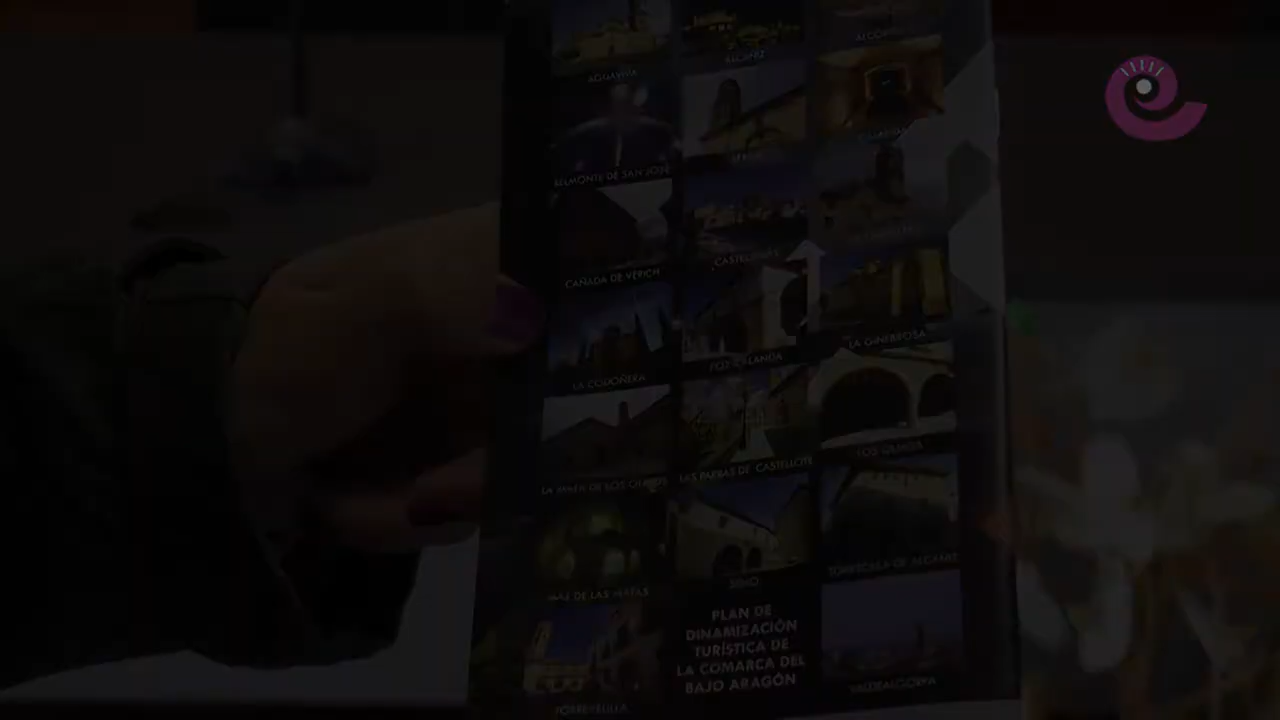 AGUAVIVA
ALCAÑIZ
BELMONTE DE SAN JOSÉ
CAÑADA DE VERICH
CASTELSERÁS
LA CODOÑERA
FOZ CALANDA
LA GINEBROSA
LA MATA DE LOS OLMOS
LAS PARRAS DE CASTELLOTE
LOS OLMOS
MAS DE LAS MATAS
SENO
TORRECILLA DE ALCAÑIZ
TORREVELILLA
PLAN DE
DINAMIZACIÓN
TURÍSTICA DE
LA COMARCA DEL
BAJO ARAGÓN
VALDEALGORFA